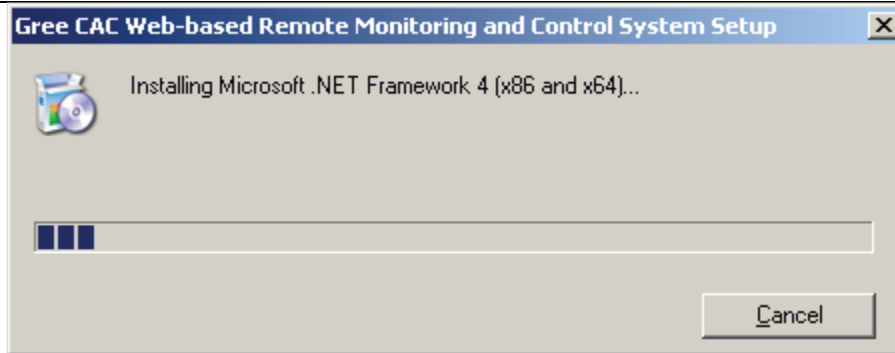 Gree CAC Web-based Remote Monitoring and Control System Setup
Installing Microsoft .NET Framework 4 (x86 and x64)...
Cancel